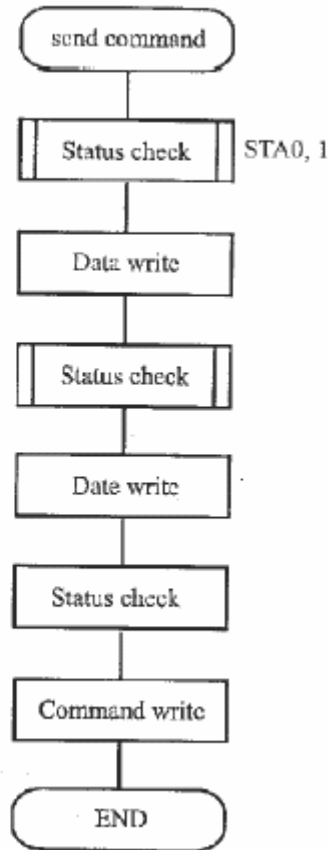 send command
Status check STA0, 1
Data write
Status check
Date write
Status check
Command write
END